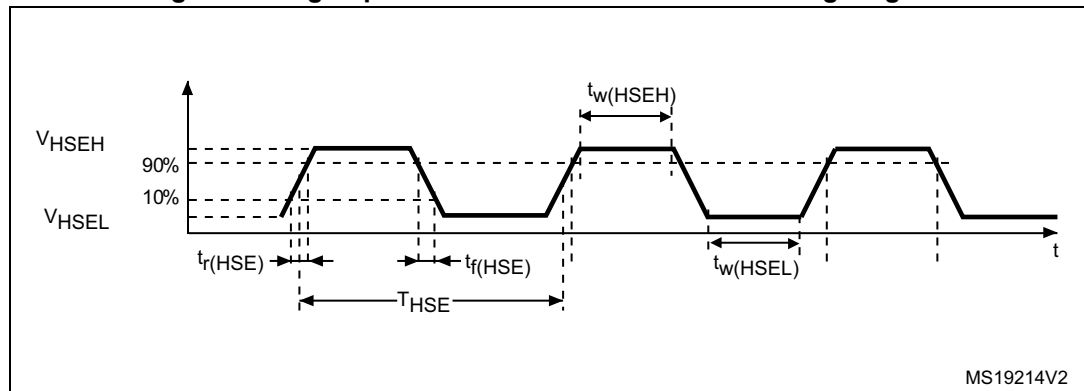 tw(HSEH)
VHSEH
90%
10%
VHSEL
tr(HSE)
tf(HSE)
tw(HSEL)
t
THSE
MS19214V2